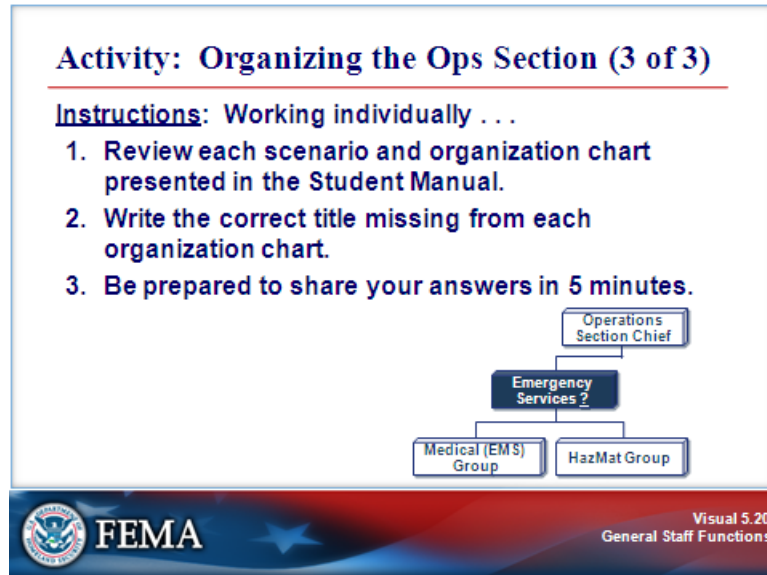 Activity: Organizing the Ops Section (3 of 3)
Instructions: Working individually . . .
1. Review each scenario and organization chart
presented in the Student Manual.
2. Write the correct title missing from each
organization chart.
3. Be prepared to share your answers in 5 minutes.
Operations
Section Chief
Emergency
Services ?
Medical (EMS)
Group
HazMat Group
FEMA
Visual 5.20
General Staff Functions